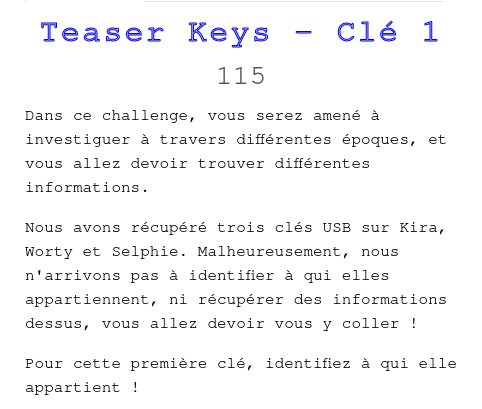 Teaser Keys - Clé 1
115
Dans ce challenge, vous serez amené à
investiguer à travers différentes époques, et
vous allez devoir trouver différentes
informations.
Nous avons récupéré trois clés USB sur Kira,
Worty et Selphie. Malheureusement, nous
n'arrivons pas à identifier à qui elles
appartiennent, ni récupérer des informations
dessus, vous allez devoir vous y coller !
Pour cette première clé, identifiez à qui elle
appartient !